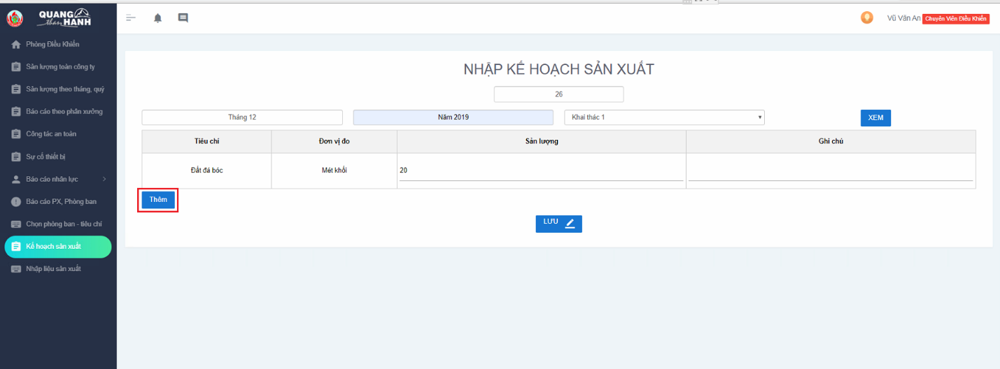 QUANG
than HANH
Vũ Văn An Chuyên Viên Điều Khiển
Phòng Điều Khiển
Sản lượng toàn công ty
Sản lượng theo tháng, quý
Báo cáo theo phân xưởng
Công tác an toàn
Sự cố thiết bị
Báo cáo nhân lực
Báo cáo PX, Phòng ban
Chọn phòng ban - tiêu chí
Kế hoạch sản xuất
Nhập liệu sản xuất
NHẬP KẾ HOẠCH SẢN XUẤT
26
Tháng 12 Năm 2019 Khai thác 1 XEM
Tiêu chí Đơn vị đo Sản lượng Ghi chú
Đất đá bóc Mét khối 20
Thêm
LƯU